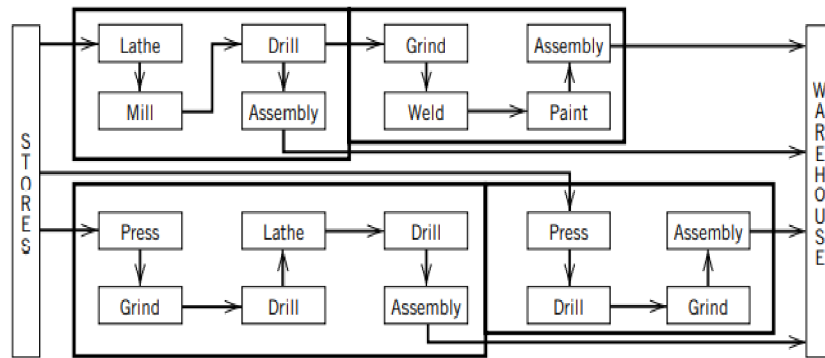 Lathe Drill Grind Assembly
Mill Assembly Weld Paint
STORES
WAREHOUSE
Press Lathe Drill Press Assembly
Grind Drill Assembly Drill Grind